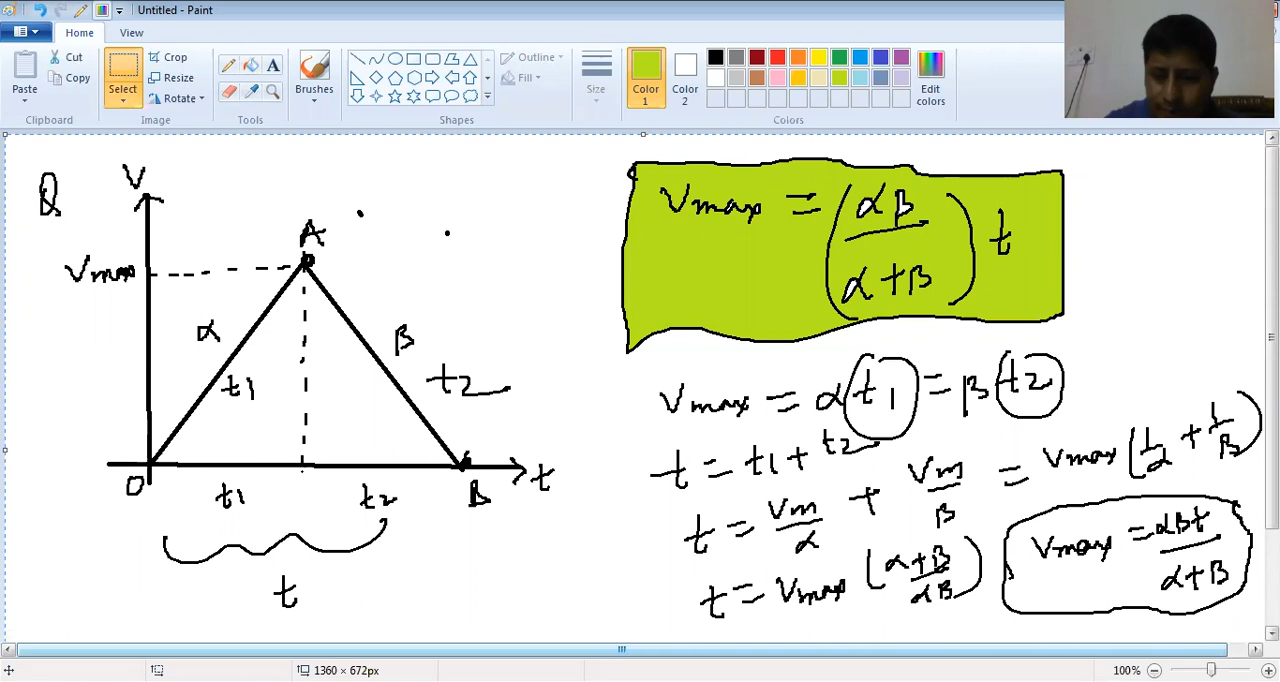 Untitled - Paint
Home View
Paste
Cut
Copy
Clipboard
Select
Crop
Resize
Rotate
Image
Tools
Brushes
Shapes
Outline
Fill
Size
Color 1
Color 2
Edit colors
Colors
Q
V
A
Vmax
α
t1
β
t2
O
t1
t2
B
t
t
Vmax = (αβ / α+β) t
Vmax = α t1 = β t2
t = t1 + t2
t = Vm/α + Vm/β = Vmax (1/α + 1/β)
t = Vmax (α+β / αβ)
Vmax = αβt / α+β
1360 × 672px
100%